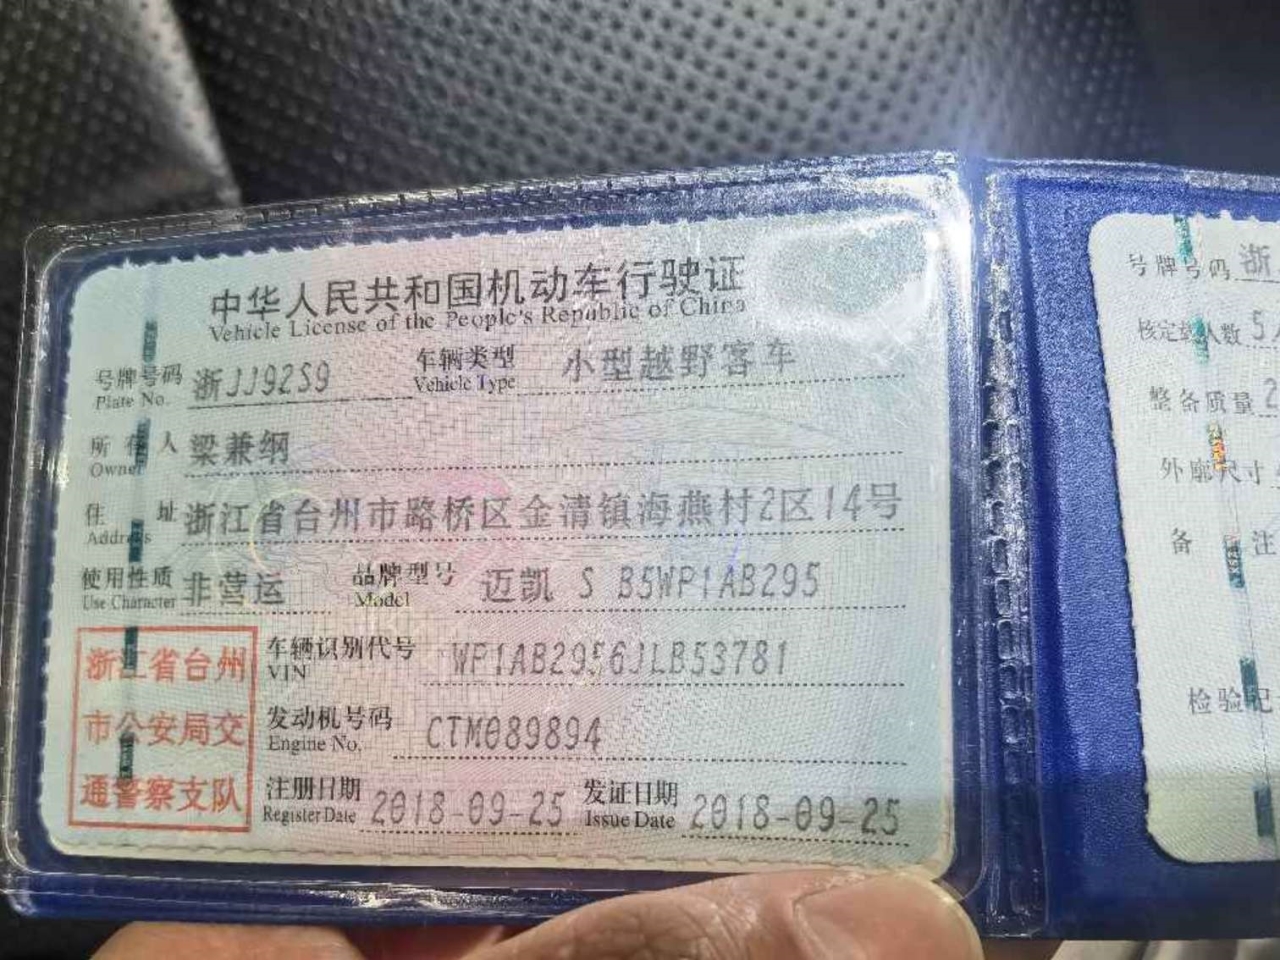 中华人民共和国机动车行驶证
Vehicle License of the People's Republic of China
号牌号码 浙JJ92S9 车辆类型 小型越野客车
Plate No. Vehicle Type
所有人 梁兼纲
Owner
住址 浙江省台州市路桥区金清镇海燕村2区14号
Address
使用性质 非营运 品牌型号 迈凯 S B5WP1AB295
Use Character Model
浙江省台州
市公安局交
通警察支队
车辆识别代号 WP1AB2956JLB53781
VIN
发动机号码 CTM089894
Engine No.
注册日期 2018-09-25 发证日期 2018-09-25
Register Date Issue Date
号牌号码 浙
核定载人数 5
整备质量 2
外廓尺寸
备注
检验记